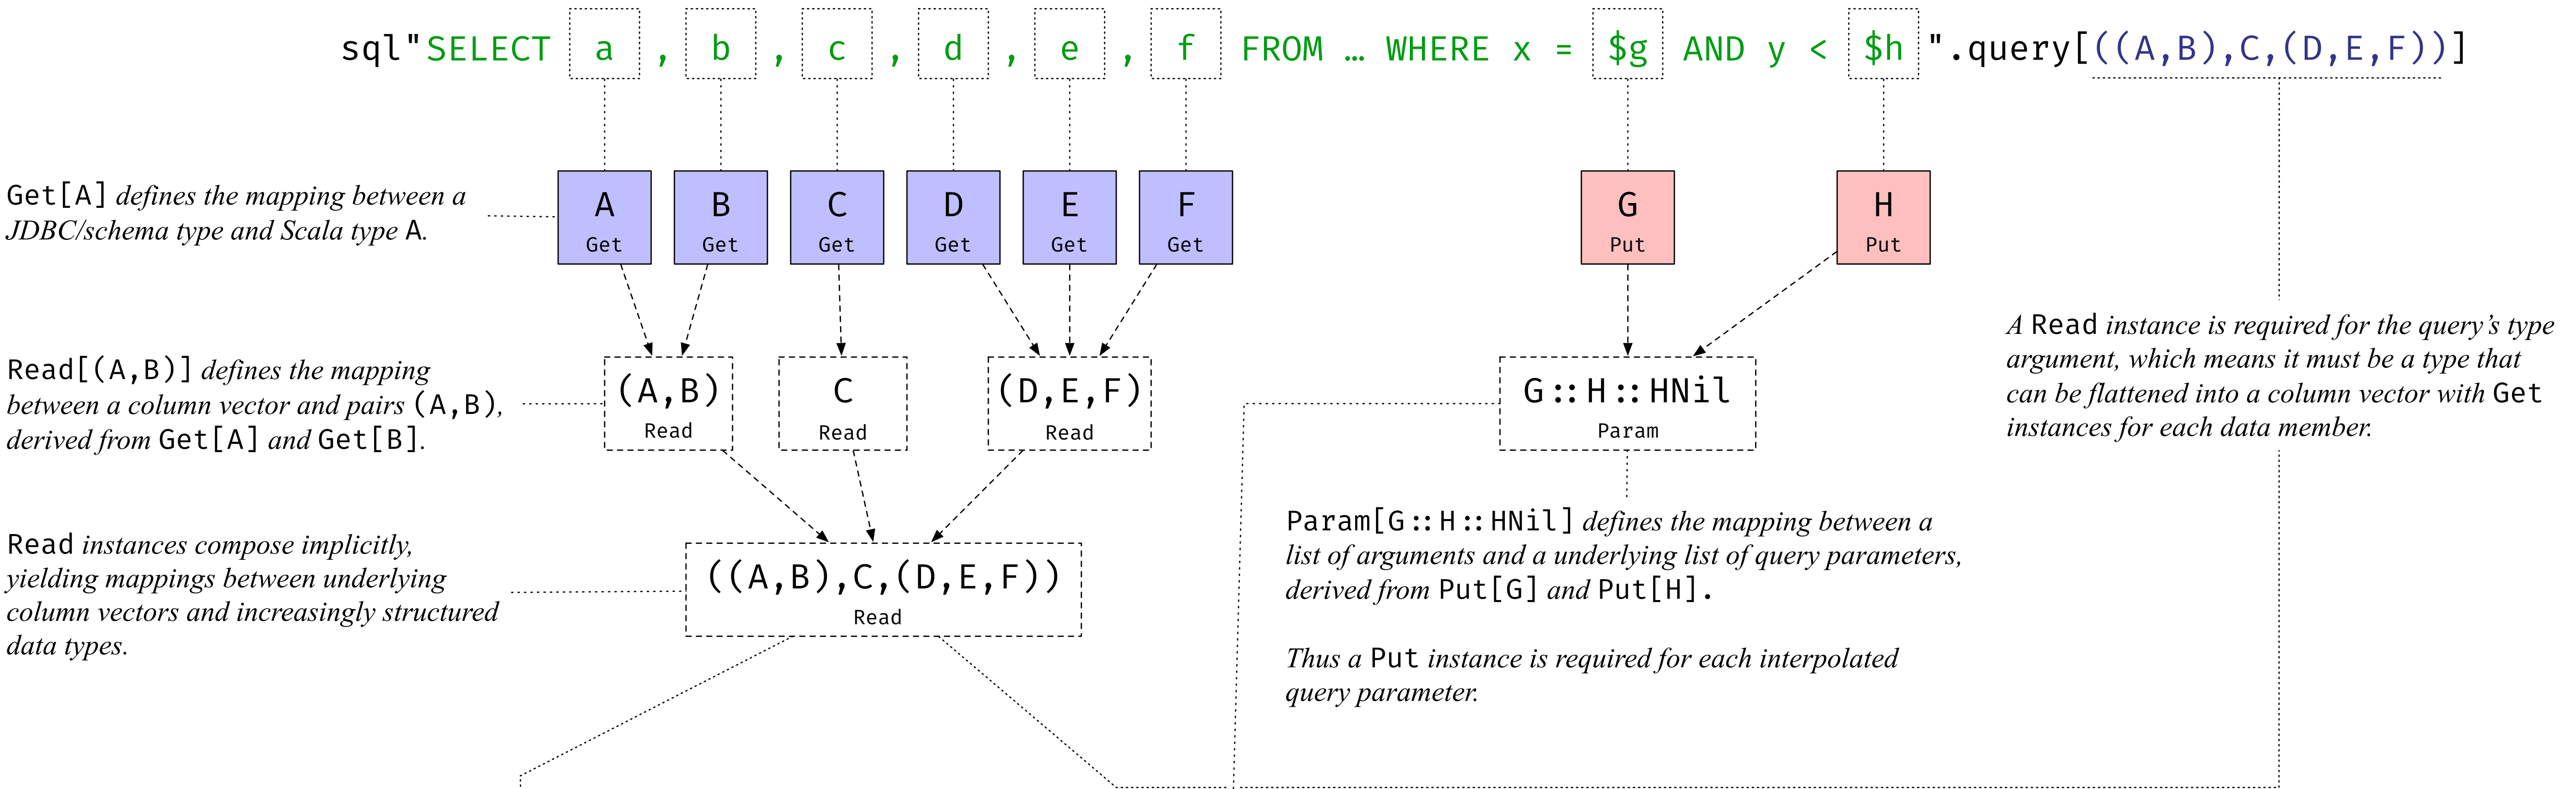 sql"SELECT a , b , c , d , e , f FROM … WHERE x = $g AND y < $h ".query[((A,B),C,(D,E,F))]
A B C D E F G H
Get Get Get Get Get Get Put Put
Get[A] defines the mapping between a
JDBC/schema type and Scala type A.
Read[(A,B)] defines the mapping
between a column vector and pairs (A,B),
derived from Get[A] and Get[B].
(A,B) C (D,E,F) G::H::HNil
Read Read Read Param
A Read instance is required for the query's type
argument, which means it must be a type that
can be flattened into a column vector with Get
instances for each data member.
Read instances compose implicitly,
yielding mappings between underlying
column vectors and increasingly structured
data types.
((A,B),C,(D,E,F))
Read
Param[G::H::HNil] defines the mapping between a
list of arguments and a underlying list of query parameters,
derived from Put[G] and Put[H].
Thus a Put instance is required for each interpolated
query parameter.